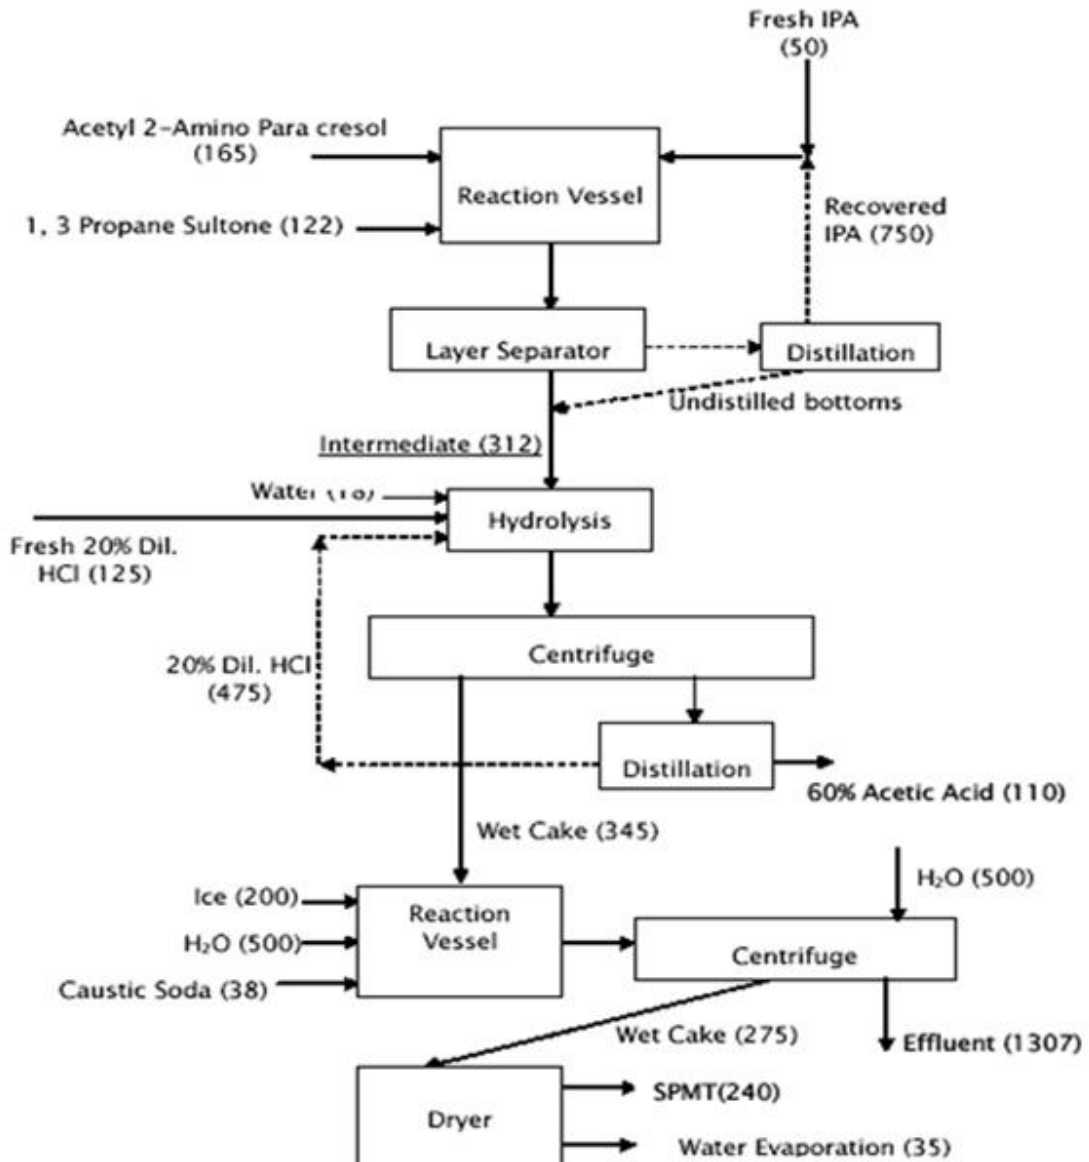 Fresh IPA
(50)
Acetyl 2-Amino Para cresol
(165)
Reaction Vessel
1, 3 Propane Sultone (122)
Recovered
IPA (750)
Layer Separator
Distillation
Undistilled bottoms
Intermediate (312)
Water
Hydrolysis
Fresh 20% Dil.
HCl (125)
Centrifuge
20% Dil. HCl
(475)
Distillation
60% Acetic Acid (110)
Wet Cake (345)
H₂O (500)
Ice (200)
Reaction
Vessel
H₂O (500)
Centrifuge
Caustic Soda (38)
Wet Cake (275)
Effluent (1307)
SPMT(240)
Dryer
Water Evaporation (35)